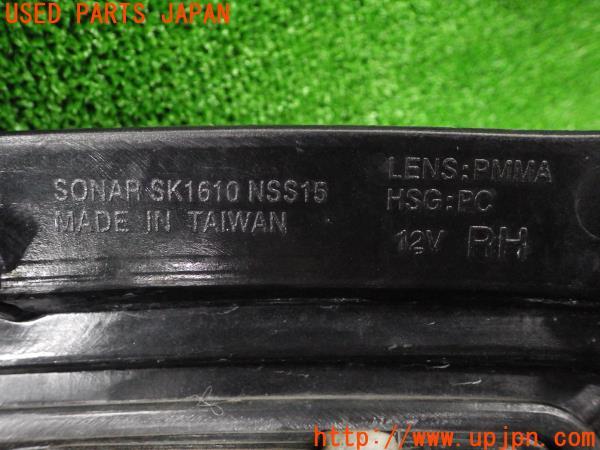 USED PARTS JAPAN
SONAR SK1610 NSS15
MADE IN TAIWAN
LENS:PMMA
HSG:PC
12V RH
http://www.upjpn.com/